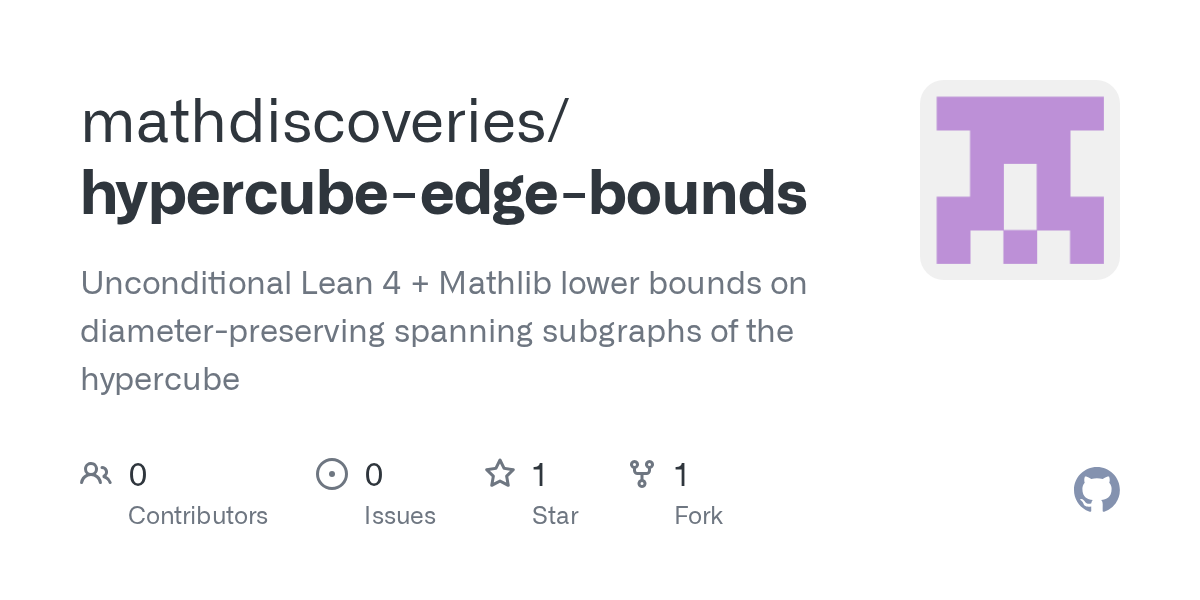 mathdiscoveries/
hypercube-edge-bounds
Unconditional Lean 4 + Mathlib lower bounds on
diameter-preserving spanning subgraphs of the
hypercube
0 0 1 1
Contributors Issues Star Fork